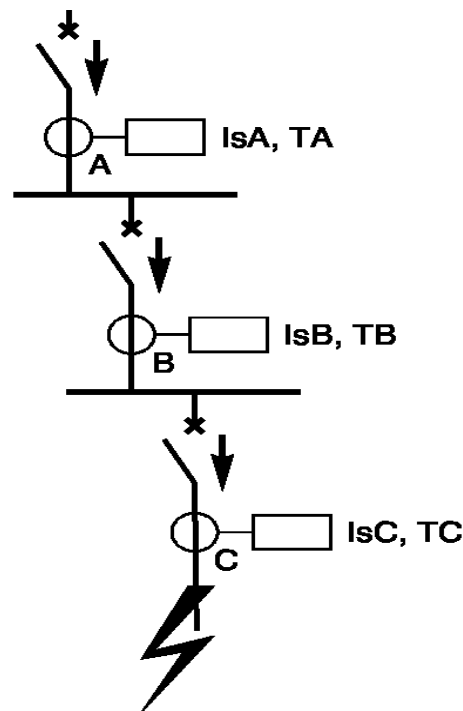 IsA, TA
A
IsB, TB
B
IsC, TC
C